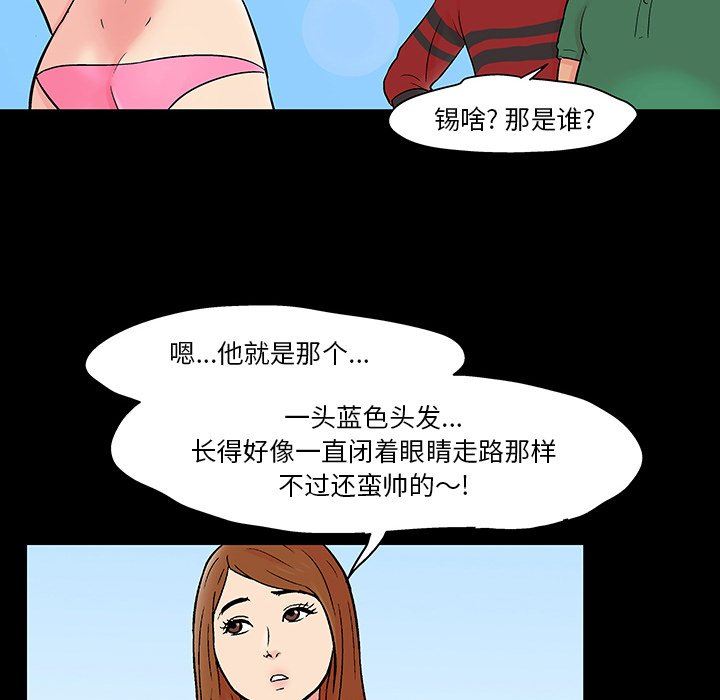 锡啥? 那是谁?
嗯...他就是那个...
一头蓝色头发...
长得好像一直闭着眼睛走路那样
不过还蛮帅的～!